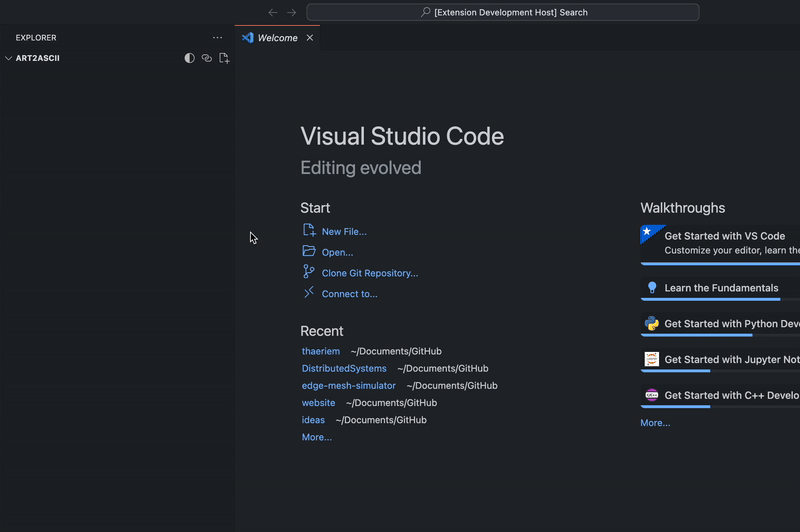 [Extension Development Host] Search
EXPLORER
Welcome
ART2ASCII
Visual Studio Code
Editing evolved
Start
New File...
Open...
Clone Git Repository...
Connect to...
Recent
thaeriem ~/Documents/GitHub
DistributedSystems ~/Documents/GitHub
edge-mesh-simulator ~/Documents/GitHub
website ~/Documents/GitHub
ideas ~/Documents/GitHub
More...
Walkthroughs
Get Started with VS Code
Customize your editor, learn the
Learn the Fundamentals
Get Started with Python Deve
Get Started with Jupyter Not
Get Started with C++ Develo
More...